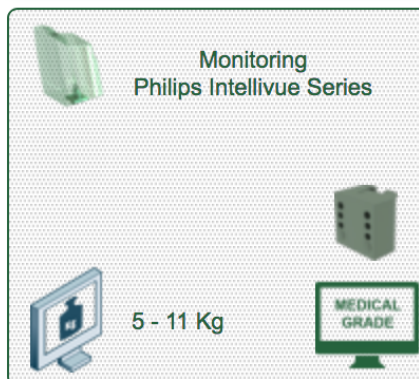 Monitoring
Philips Intellivue Series
5 - 11 Kg
MEDICAL
GRADE